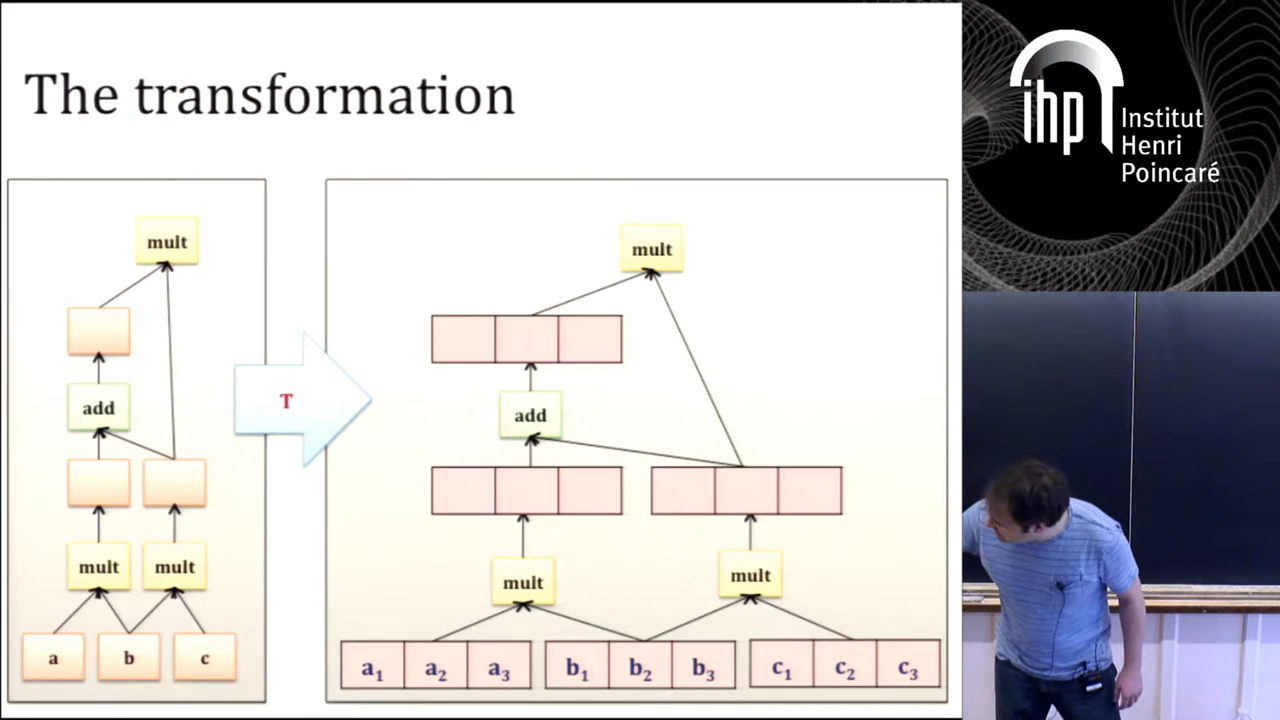 The transformation
mult
add
mult mult
a b c
T
mult
add
mult mult
a₁ a₂ a₃ b₁ b₂ b₃ c₁ c₂ c₃
ihp
Institut
Henri
Poincaré